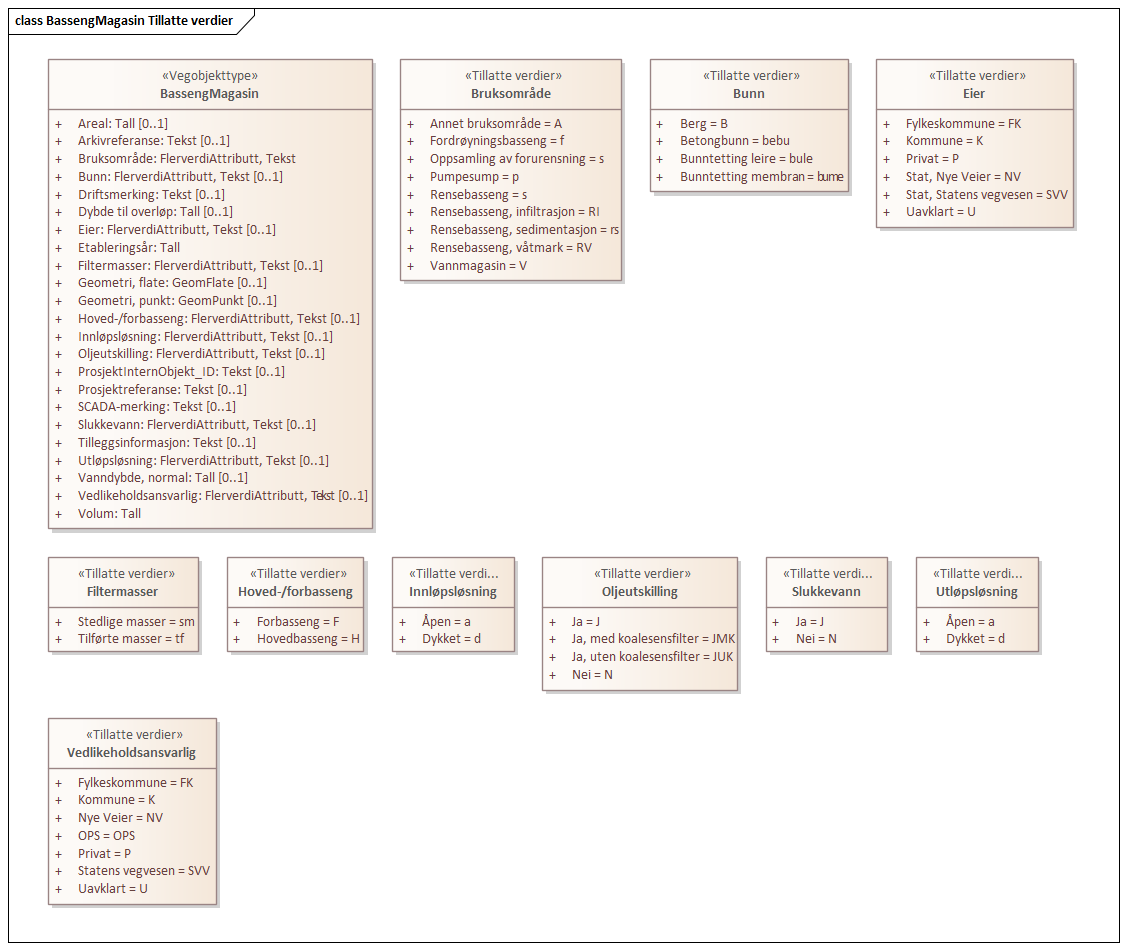 class BassengMagasin Tillatte verdier
«Vegobjekttype»
BassengMagasin
+ Areal: Tall [0..1]
+ Arkivreferanse: Tekst [0..1]
+ Bruksområde: FlerverdiAttributt, Tekst
+ Bunn: FlerverdiAttributt, Tekst [0..1]
+ Driftsmerking: Tekst [0..1]
+ Dybde til overløp: Tall [0..1]
+ Eier: FlerverdiAttributt, Tekst [0..1]
+ Etableringsår: Tall
+ Filtermasser: FlerverdiAttributt, Tekst [0..1]
+ Geometri, flate: GeomFlate [0..1]
+ Geometri, punkt: GeomPunkt [0..1]
+ Hoved-/forbasseng: FlerverdiAttributt, Tekst [0..1]
+ Innløpsløsning: FlerverdiAttributt, Tekst [0..1]
+ Oljeutskilling: FlerverdiAttributt, Tekst [0..1]
+ ProsjektInternObjekt_ID: Tekst [0..1]
+ Prosjektreferanse: Tekst [0..1]
+ SCADA-merking: Tekst [0..1]
+ Slukkevann: FlerverdiAttributt, Tekst [0..1]
+ Tilleggsinformasjon: Tekst [0..1]
+ Utløpsløsning: FlerverdiAttributt, Tekst [0..1]
+ Vanndybde, normal: Tall [0..1]
+ Vedlikeholdsansvarlig: FlerverdiAttributt, Tekst [0..1]
+ Volum: Tall
«Tillatte verdier»
Bruksområde
+ Annet bruksområde = A
+ Fordrøyningsbasseng = f
+ Oppsamling av forurensning = s
+ Pumpesump = p
+ Rensebasseng = s
+ Rensebasseng, infiltrasjon = RI
+ Rensebasseng, sedimentasjon = rs
+ Rensebasseng, våtmark = RV
+ Vannmagasin = V
«Tillatte verdier»
Bunn
+ Berg = B
+ Betongbunn = bebu
+ Bunntetting leire = bule
+ Bunntetting membran = bume
«Tillatte verdier»
Eier
+ Fylkeskommune = FK
+ Kommune = K
+ Privat = P
+ Stat, Nye Veier = NV
+ Stat, Statens vegvesen = SVV
+ Uavklart = U
«Tillatte verdier»
Filtermasser
+ Stedlige masser = sm
+ Tilførte masser = tf
«Tillatte verdier»
Hoved-/forbasseng
+ Forbasseng = F
+ Hovedbasseng = H
«Tillatte verdi...
Innløpsløsning
+ Åpen = a
+ Dykket = d
«Tillatte verdier»
Oljeutskilling
+ Ja = J
+ Ja, med koalesensfilter = JMK
+ Ja, uten koalesensfilter = JUK
+ Nei = N
«Tillatte verdi...
Slukkevann
+ Ja = J
+ Nei = N
«Tillatte verdi...
Utløpsløsning
+ Åpen = a
+ Dykket = d
«Tillatte verdier»
Vedlikeholdsansvarlig
+ Fylkeskommune = FK
+ Kommune = K
+ Nye Veier = NV
+ OPS = OPS
+ Privat = P
+ Statens vegvesen = SVV
+ Uavklart = U